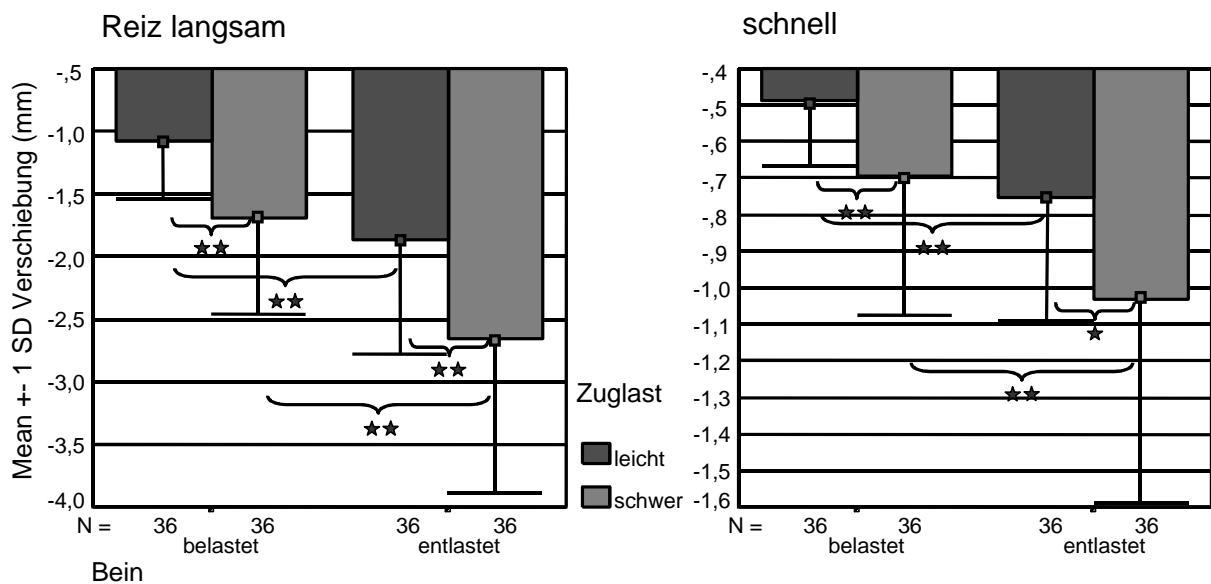 Reiz langsam
schnell
Mean +- 1 SD Verschiebung (mm)
-,5
-1,0
-1,5
-2,0
-2,5
-3,0
-3,5
-4,0
N = 36 36 36 36
belastet entlastet
Bein
Zuglast
leicht
schwer
-,4
-,5
-,6
-,7
-,8
-,9
-1,0
-1,1
-1,2
-1,3
-1,4
-1,5
-1,6
N = 36 36 36 36
belastet entlastet